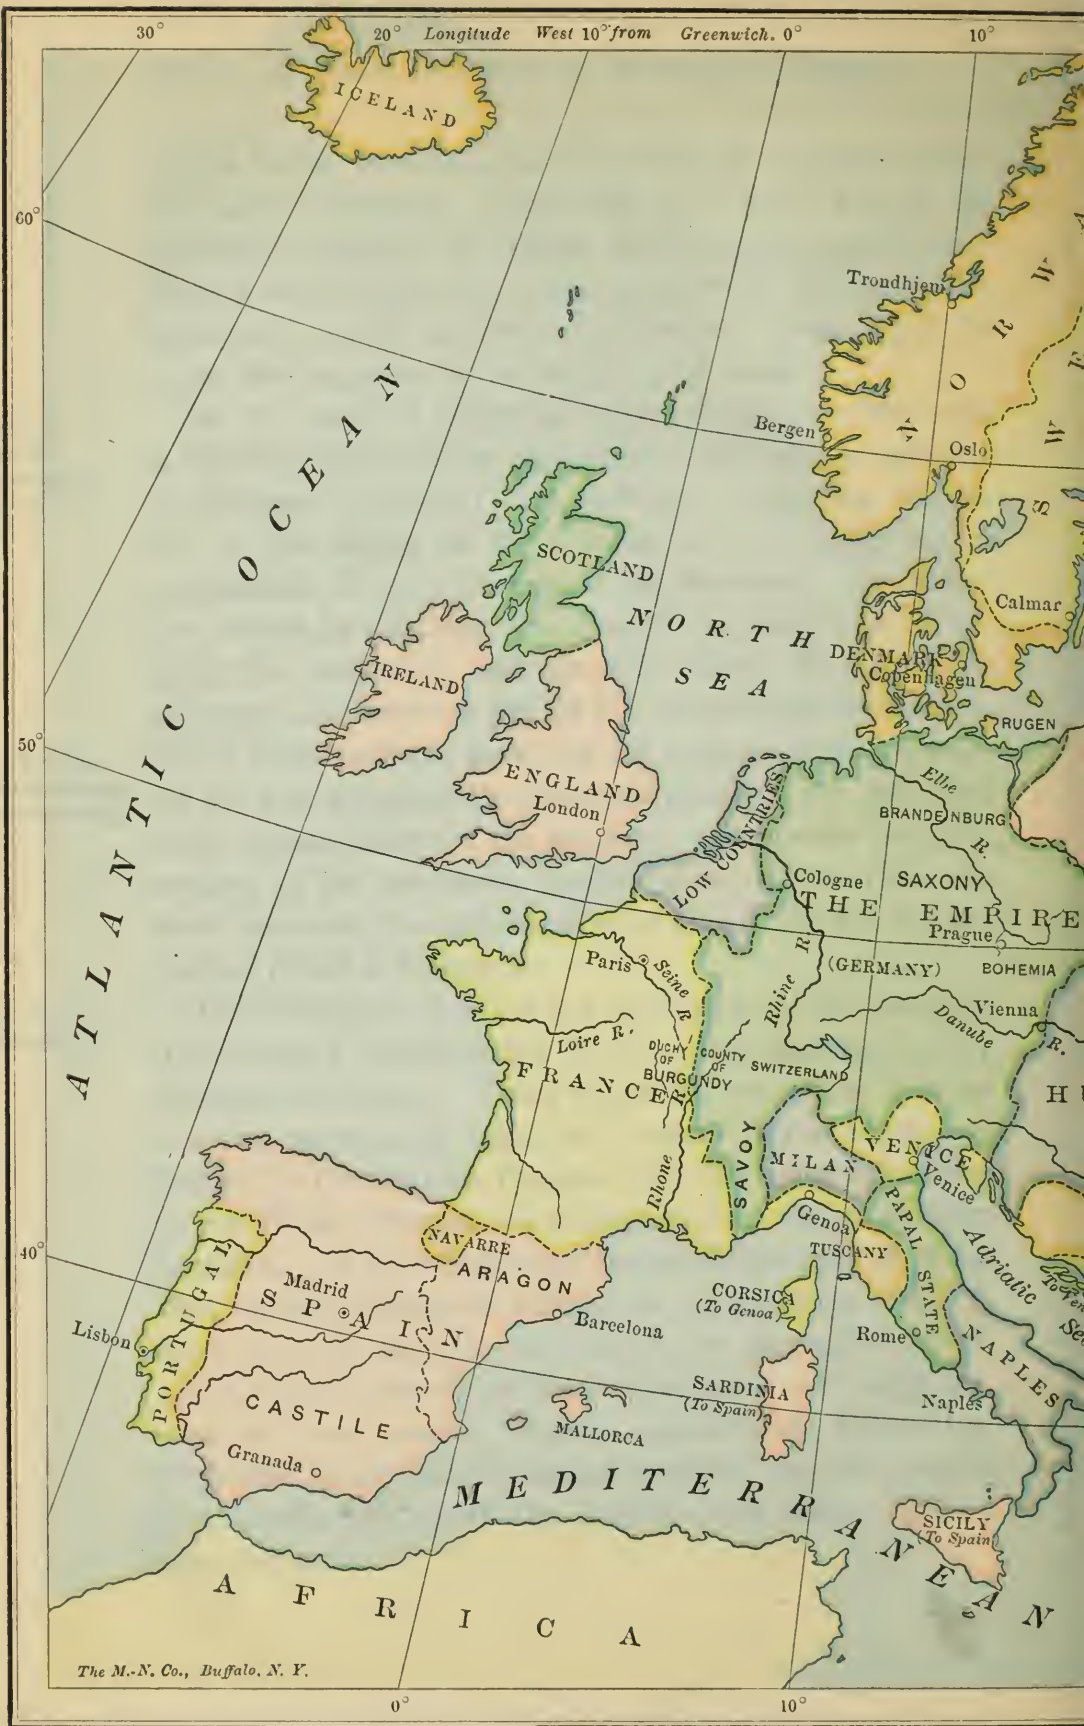 30° 20° Longitude West 10° from Greenwich. 0° 10°
ICELAND
60°
Trondhjem
NORW
SWE
A
ATLANTIC OCEAN
Bergen
Oslo
SCOTLAND
NORTH
SEA
Calmar
DENMARK
Copenhagen
IRELAND
RUGEN
50°
ENGLAND
London
Elbe
R.
BRANDENBURG
LOW COUNTRIES
Cologne
SAXONY
THE EMPIRE
Prague
(GERMANY)
BOHEMIA
Paris
Seine R
Rhine R.
Vienna
Danube
R.
Loire R.
DUCHY
OF
BURGUNDY
COUNTY
OF
SWITZERLAND
FRANCE
R
HU
Rhone
SAVOY
MILAN
VENICE
Venice
NAVARRE
Genoa
PAPAL
STATE
TUSCANY
40°
ARAGON
Madrid
SPAIN
PORTUGAL
Lisbon
Barcelona
CORSICA
(To Genoa)
Adriatic Sea
Rome
NAPLES
Naples
SARDINIA
(To Spain)
CASTILE
MALLORCA
Granada
MEDITERRANEAN
SICILY
(To Spain)
AFRICA
The M.-N. Co., Buffalo, N. Y.
0° 10°